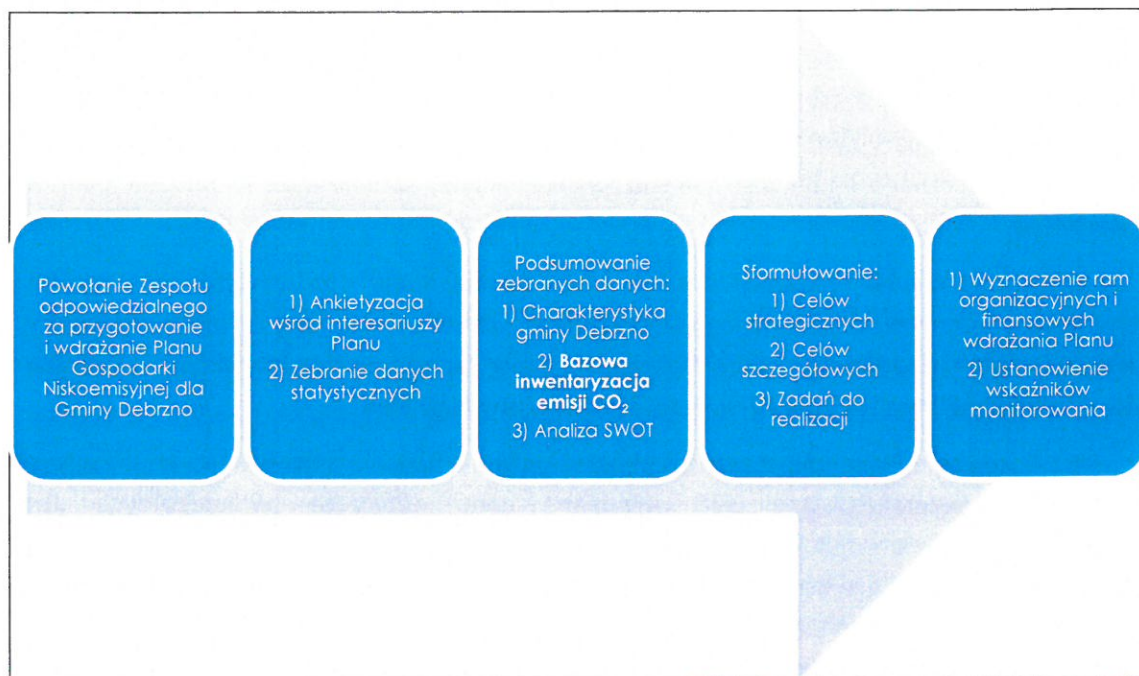 Powołanie Zespołu
odpowiedzialnego
za przygotowanie
i wdrażanie Planu
Gospodarki
Niskoemisyjnej dla
Gminy Debrzno
1) Ankietyzacja
wśród interesariuszy
Planu
2) Zebranie danych
statystycznych
Podsumowanie
zebranych danych:
1) Charakterystyka
gminy Debrzno
2) Bazowa
inwentaryzacja
emisji CO₂
3) Analiza SWOT
Sformułowanie:
1) Celów
strategicznych
2) Celów
szczegółowych
3) Zadań do
realizacji
1) Wyznaczenie ram
organizacyjnych i
finansowych
wdrażania Planu
2) Ustanowienie
wskaźników
monitorowania